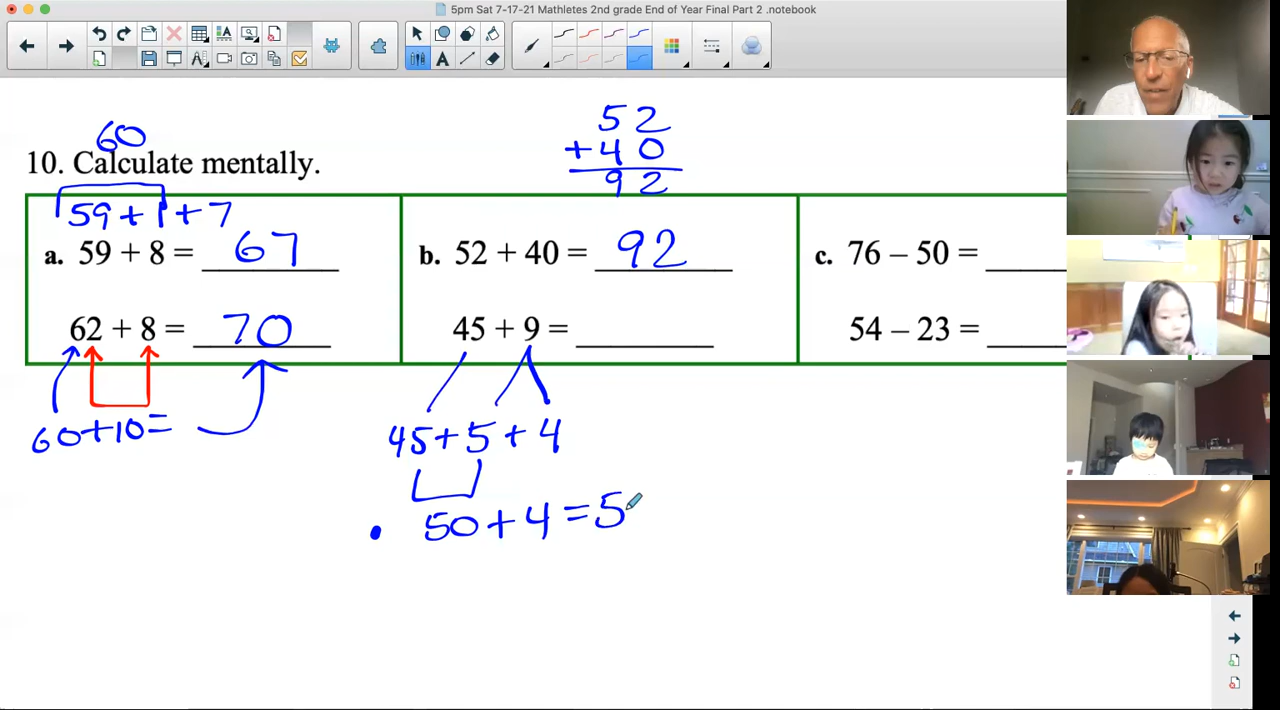 5pm Sat 7-17-21 Mathletes 2nd grade End of Year Final Part 2 .notebook
60
52
+40
92
10. Calculate mentally.
59+1+7
a. 59 + 8 = 67
b. 52 + 40 = 92
c. 76 – 50 =
62 + 8 = 70
45 + 9 =
54 – 23 =
60+10=
45+5+4
50+4=5